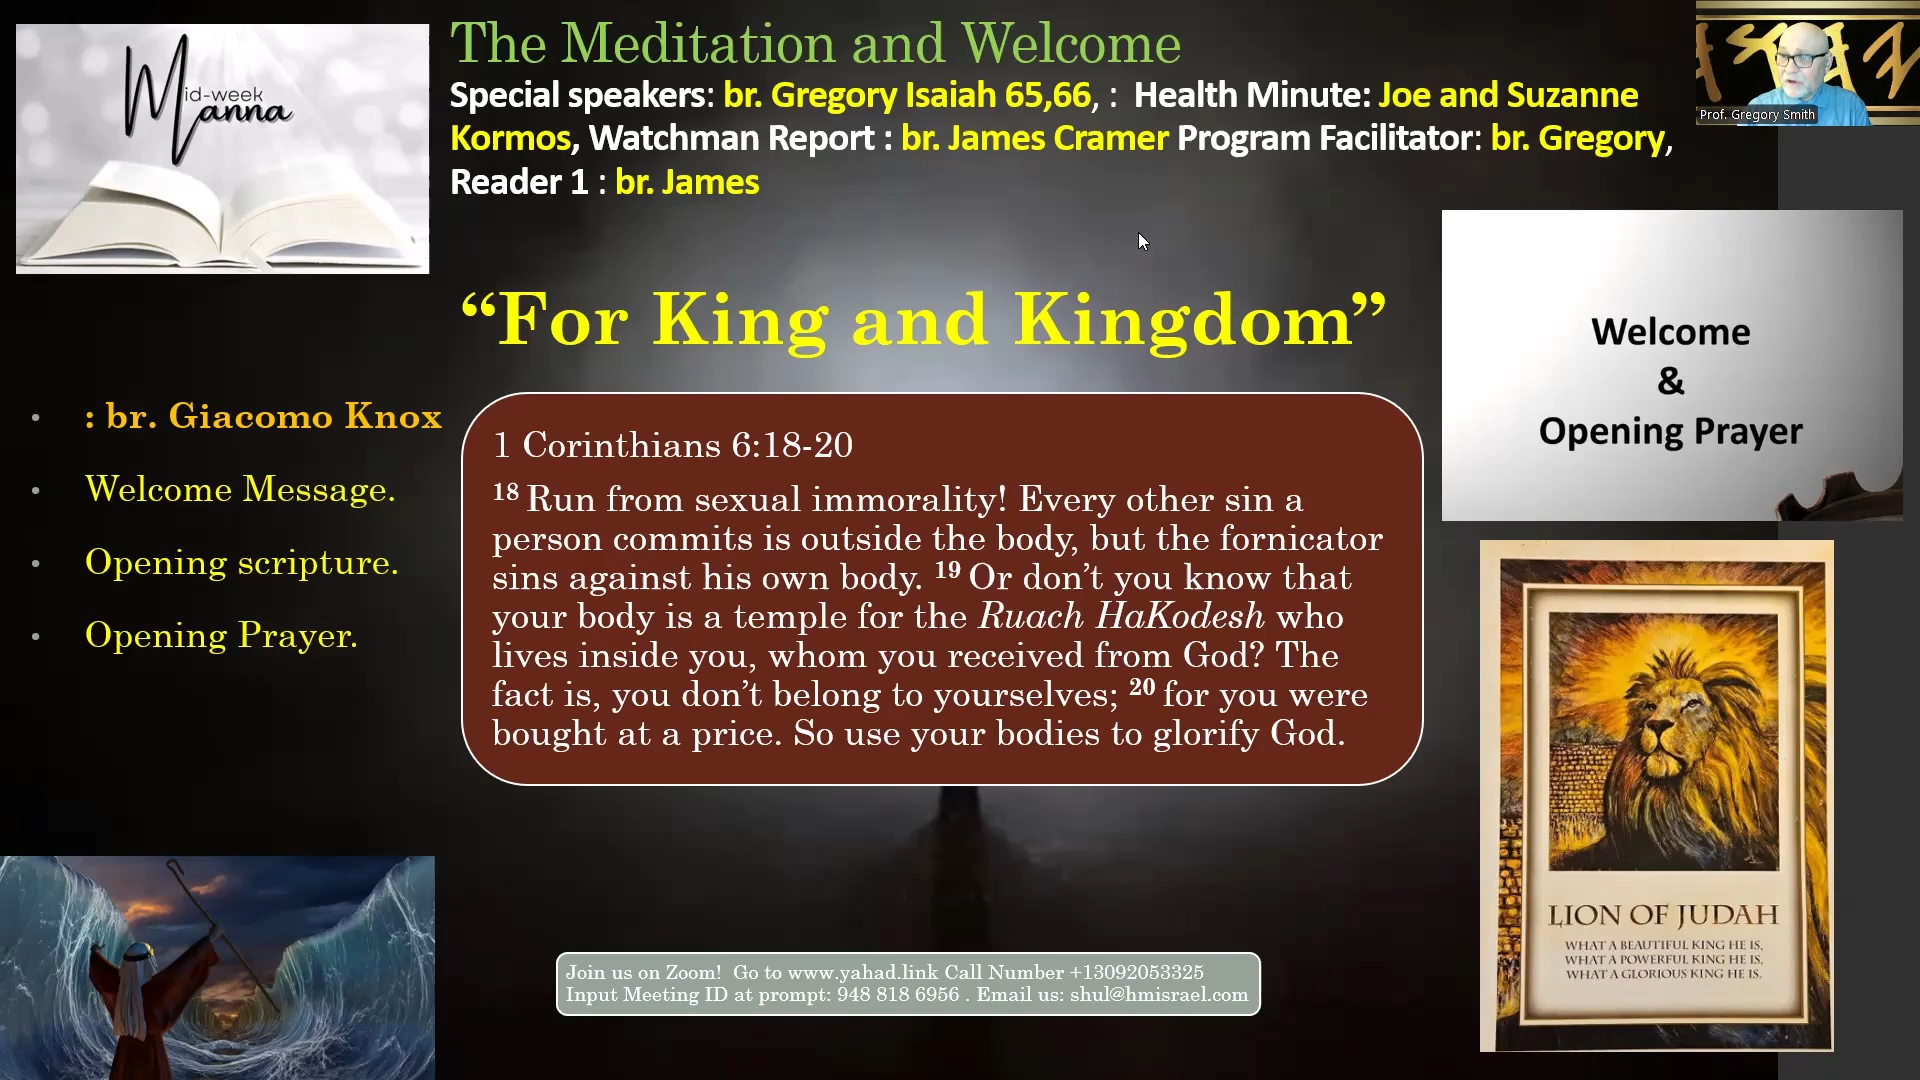 Mid-week
Manna
The Meditation and Welcome
Special speakers: br. Gregory Isaiah 65,66, : Health Minute: Joe and Suzanne
Kormos, Watchman Report : br. James Cramer Program Facilitator: br. Gregory,
Reader 1 : br. James
Prof. Gregory Smith
“For King and Kingdom”
• : br. Giacomo Knox
• Welcome Message.
• Opening scripture.
• Opening Prayer.
1 Corinthians 6:18-20
18 Run from sexual immorality! Every other sin a
person commits is outside the body, but the fornicator
sins against his own body. 19 Or don’t you know that
your body is a temple for the Ruach HaKodesh who
lives inside you, whom you received from God? The
fact is, you don’t belong to yourselves; 20 for you were
bought at a price. So use your bodies to glorify God.
Welcome
&
Opening Prayer
LION OF JUDAH
WHAT A BEAUTIFUL KING HE IS,
WHAT A POWERFUL KING HE IS,
WHAT A GLORIOUS KING HE IS.
Join us on Zoom! Go to www.yahad.link Call Number +13092053325
Input Meeting ID at prompt: 948 818 6956 . Email us: shul@hmisrael.com